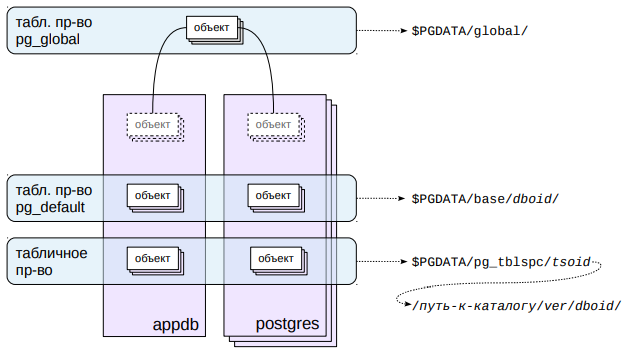 табл. пр-во
pg_global
объект
$PGDATA/global/
объект
объект
табл. пр-во
pg_default
объект
объект
$PGDATA/base/dboid/
табличное
пр-во
объект
объект
$PGDATA/pg_tblspc/tsoid
/путь-к-каталогу/ver/dboid/
appdb
postgres